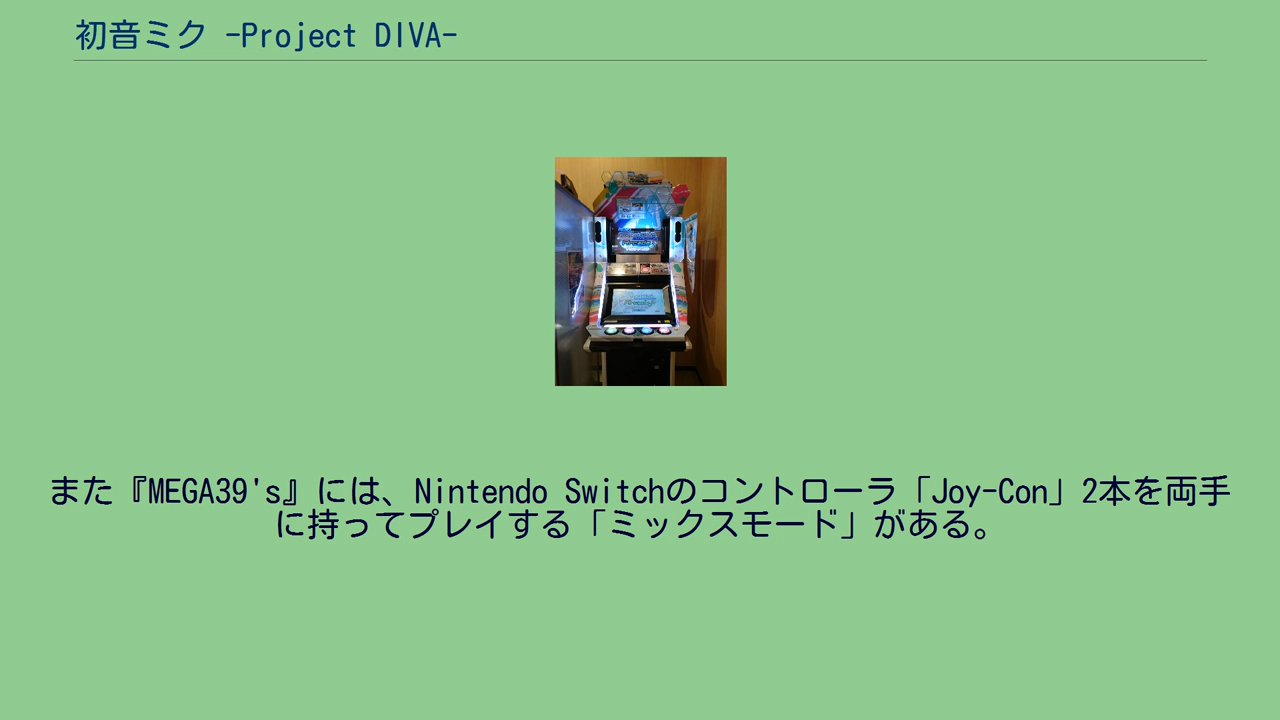 初音ミク -Project DIVA-
また『MEGA39's』には、Nintendo Switchのコントローラ「Joy-Con」2本を両手
に持ってプレイする「ミックスモード」がある。